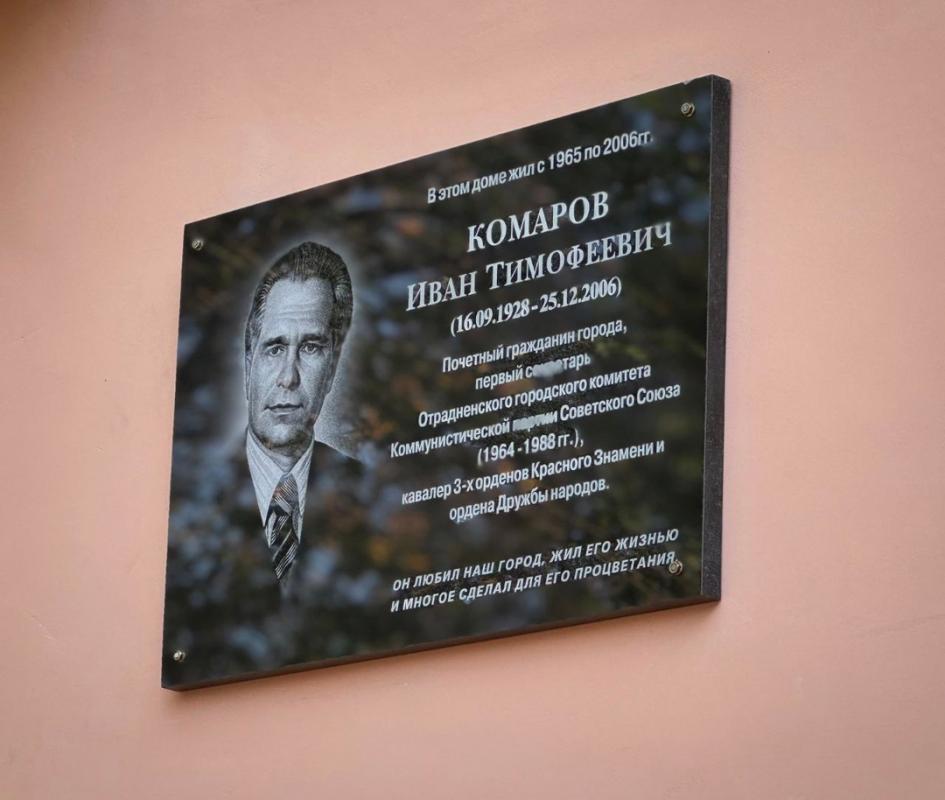 В этом доме жил с 1965 по 2006гг.
КОМАРОВ
ИВАН ТИМОФЕЕВИЧ
(16.09.1928-25.12.2006)
Почетный гражданин города,
первый
Отрадненского городского комитета
Коммунистической партии Советского Союза
(1964-1988 гг.),
кавалер 3-х орденов Красного Знамени и
ордена Дружбы народов.
ОН ЛЮБИЛ НАШ ГОРОД, ЖИЛ ЕГО ЖИЗНЬЮ
И МНОГОЕ СДЕЛАЛ ДЛЯ ЕГО ПРОЦВЕТАНИЯ.